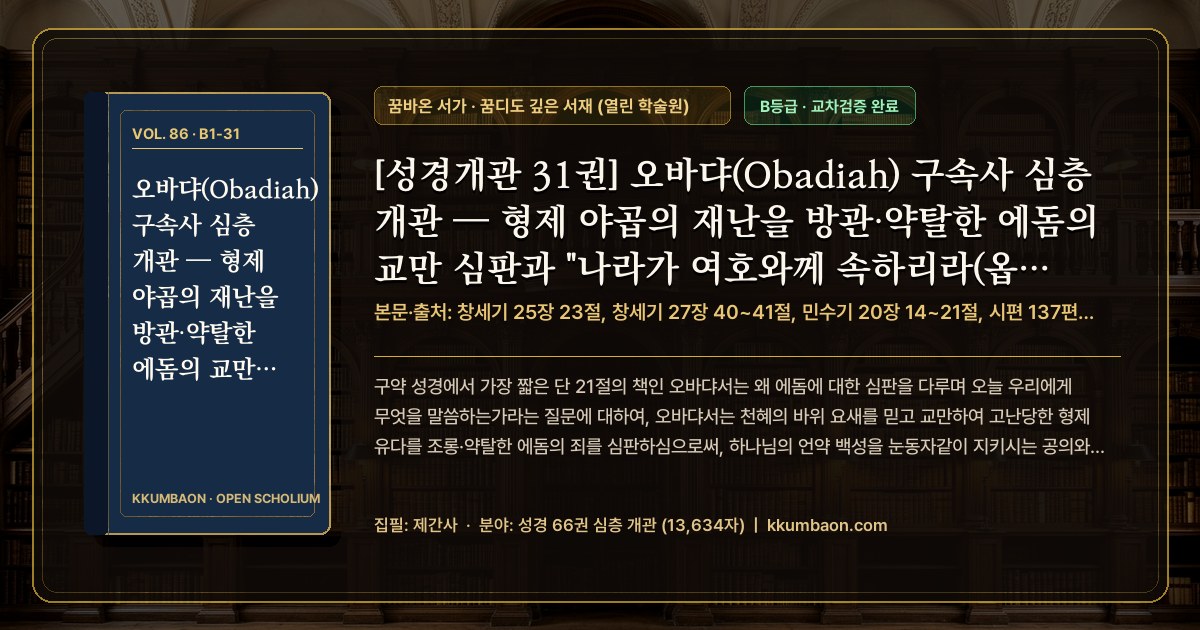 VOL. 86 · B1-31
오바댜(Obadiah)
구속사 심층
개관 — 형제
야곱의 재난을
방관·약탈한
에돔의 교만…
KKUMBAON · OPEN SCHOLIUM
꿈바온 서가 · 꿈디도 깊은 서재 (열린 학술원)
B등급 · 교차검증 완료
[성경개관 31권] 오바댜(Obadiah) 구속사 심층
개관 — 형제 야곱의 재난을 방관·약탈한 에돔의
교만 심판과 "나라가 여호와께 속하리라(옵…
본문·출처: 창세기 25장 23절, 창세기 27장 40~41절, 민수기 20장 14~21절, 시편 137편...
구약 성경에서 가장 짧은 단 21절의 책인 오바댜서는 왜 에돔에 대한 심판을 다루며 오늘 우리에게
무엇을 말씀하는가라는 질문에 대하여, 오바댜서는 천혜의 바위 요새를 믿고 교만하여 고난당한 형제
유다를 조롱·약탈한 에돔의 죄를 심판하심으로써, 하나님의 언약 백성을 눈동자같이 지키시는 공의와...
집필: 제간사 · 분야: 성경 66권 심층 개관 (13,634자) | kkumbaon.com